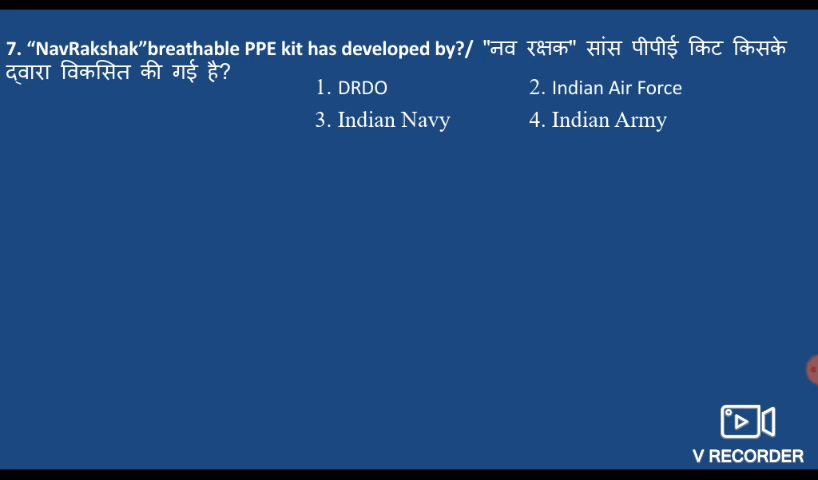 7. “NavRakshak”breathable PPE kit has developed by?/ "नव रक्षक" सांस पीपीई किट किसके
द्वारा विकसित की गई है?
1. DRDO 2. Indian Air Force
3. Indian Navy 4. Indian Army
V RECORDER